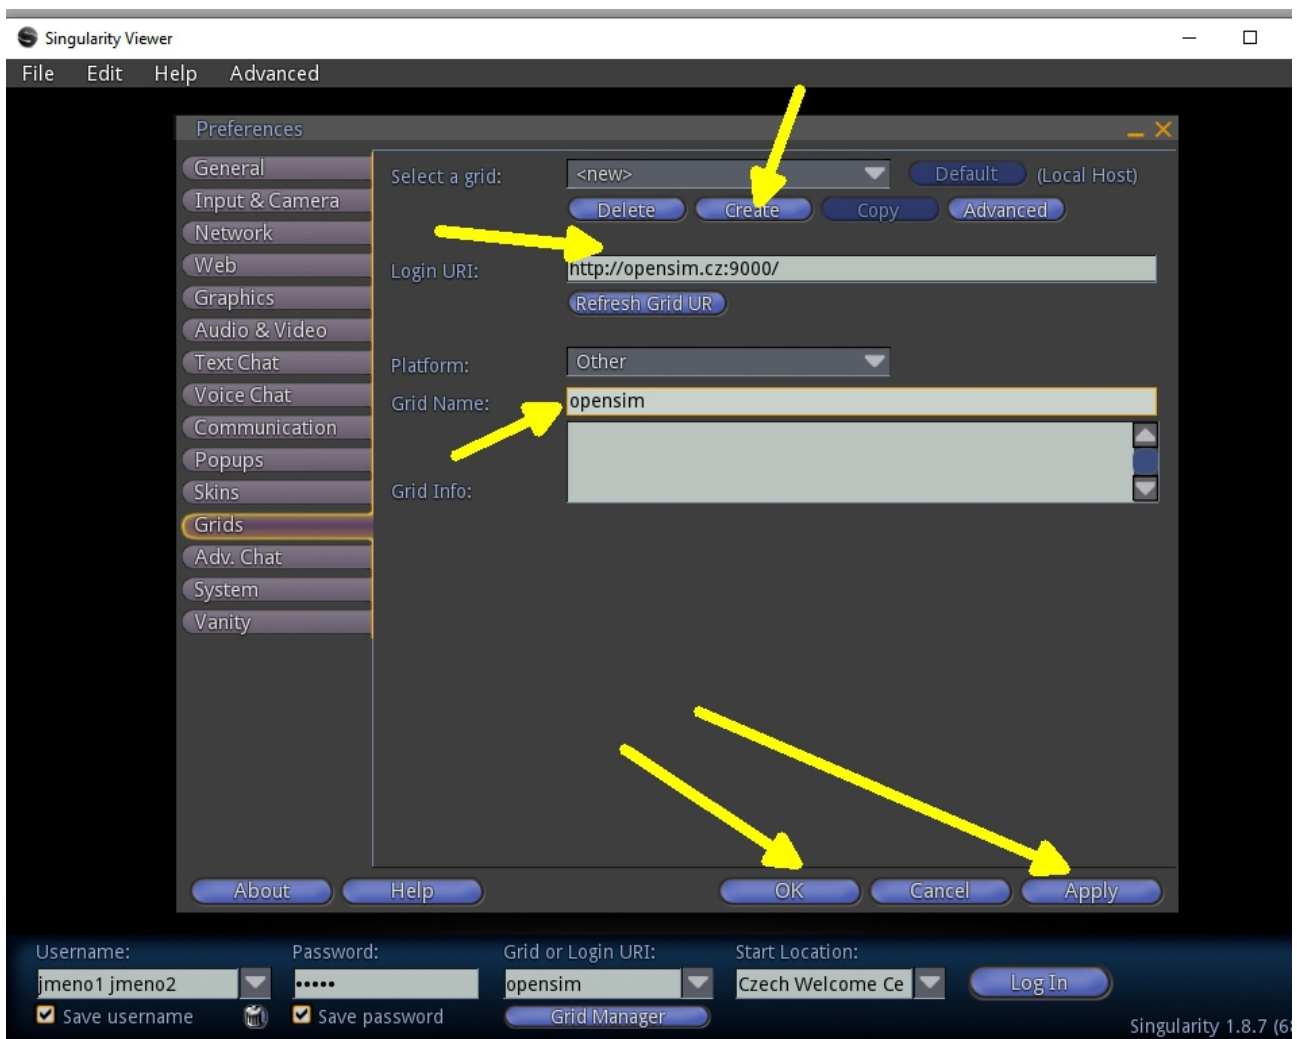 Singularity Viewer
File Edit Help Advanced
Preferences
General
Input & Camera
Network
Web
Graphics
Audio & Video
Text Chat
Voice Chat
Communication
Popups
Skins
Grids
Adv. Chat
System
Vanity
Select a grid: <new> Default (Local Host)
Delete Create Copy Advanced
Login URI: http://opensim.cz:9000/
Refresh Grid UR
Platform: Other
Grid Name: opensim
Grid Info:
About Help OK Cancel Apply
Username: Password: Grid or Login URI: Start Location:
jmeno1 jmeno2 ••••• opensim Czech Welcome Ce Log In
Save username Save password Grid Manager
Singularity 1.8.7